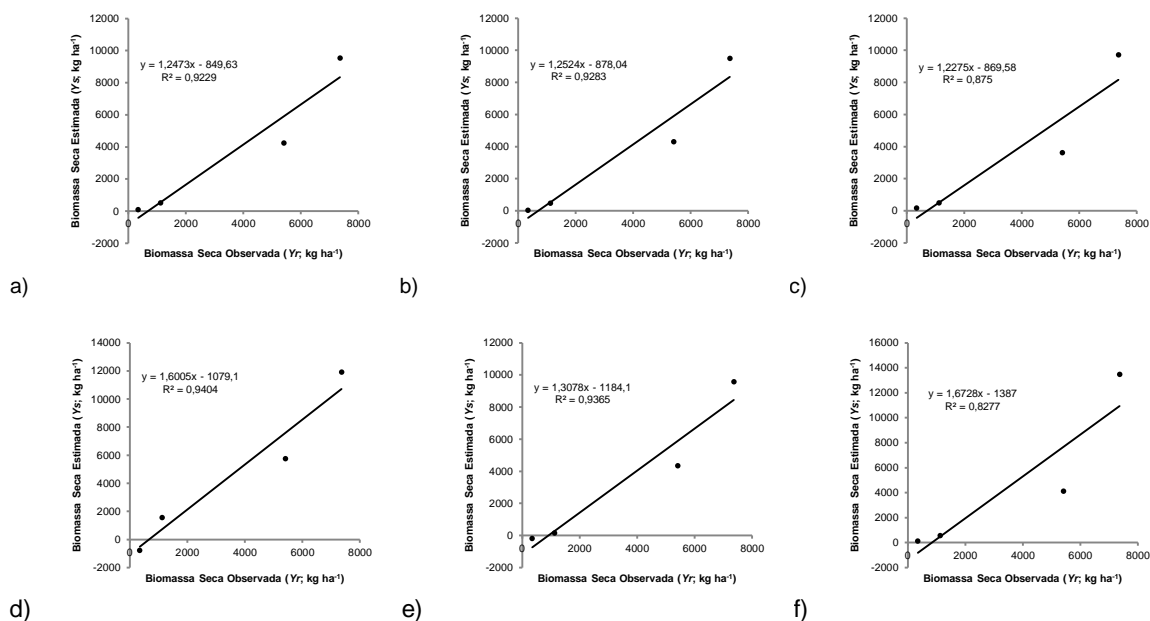 12000
10000
8000
6000
4000
2000
0
-2000
0 2000 4000 6000 8000
y = 1,2473x - 849,63
R² = 0,9229
Biomassa Seca Estimada (Ys; kg ha⁻¹)
Biomassa Seca Observada (Yr; kg ha⁻¹)
a)
12000
10000
8000
6000
4000
2000
0
-2000
0 2000 4000 6000 8000
y = 1,2524x - 878,04
R² = 0,9283
Biomassa Seca Estimada (Ys; kg ha⁻¹)
Biomassa Seca Observada (Yr; kg ha⁻¹)
b)
12000
10000
8000
6000
4000
2000
0
-2000
0 2000 4000 6000 8000
y = 1,2275x - 869,58
R² = 0,875
Biomassa Seca Estimada (Ys; kg ha⁻¹)
Biomassa Seca Observada (Yr; kg ha⁻¹)
c)
14000
12000
10000
8000
6000
4000
2000
0
-2000
0 2000 4000 6000 8000
y = 1,6005x - 1079,1
R² = 0,9404
Biomassa Seca Estimada (Ys; kg ha⁻¹)
Biomassa Seca Observada (Yr; kg ha⁻¹)
d)
12000
10000
8000
6000
4000
2000
0
-2000
0 2000 4000 6000 8000
y = 1,3078x - 1184,1
R² = 0,9365
Biomassa Seca Estimada (Ys; kg ha⁻¹)
Biomassa Seca Observada (Yr; kg ha⁻¹)
e)
16000
14000
12000
10000
8000
6000
4000
2000
0
-2000
0 2000 4000 6000 8000
y = 1,6728x - 1387
R² = 0,8277
Biomassa Seca Estimada (Ys; kg ha⁻¹)
Biomassa Seca Observada (Yr; kg ha⁻¹)
f)